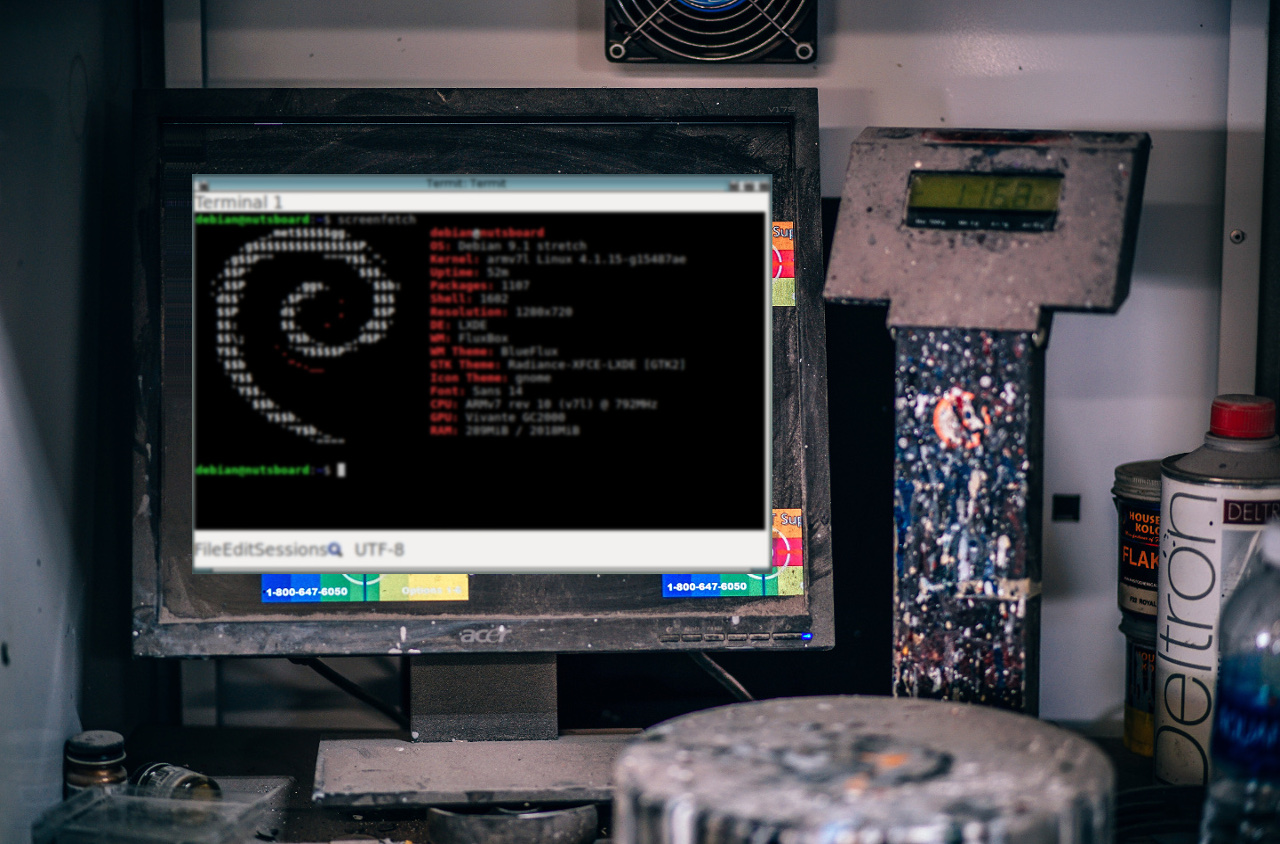 V173
Termit: Termit
Terminal 1
debian@nutsboard:~$ screenfetch
debian@nutsboard
OS: Debian 9.1 stretch
Kernel: armv7l Linux 4.1.15-g15487ae
Uptime: 52m
Packages: 1107
Shell: 1602
Resolution: 1280x720
DE: LXDE
WM: FluxBox
WM Theme: BlueFlux
GTK Theme: Radiance-XFCE-LXDE [GTK2]
Icon Theme: gnome
Font: Sans 14
CPU: ARMv7 rev 10 (v7l) @ 792MHz
GPU: Vivante GC2000
RAM: 289MiB / 2018MiB
debian@nutsboard:~$
FileEditSessions UTF-8
Sup
Sup
1-800-647-6050
1-800-647-6050
acer
1168
HOUSE
KOLO
FLAK
DELTR
Deltron.